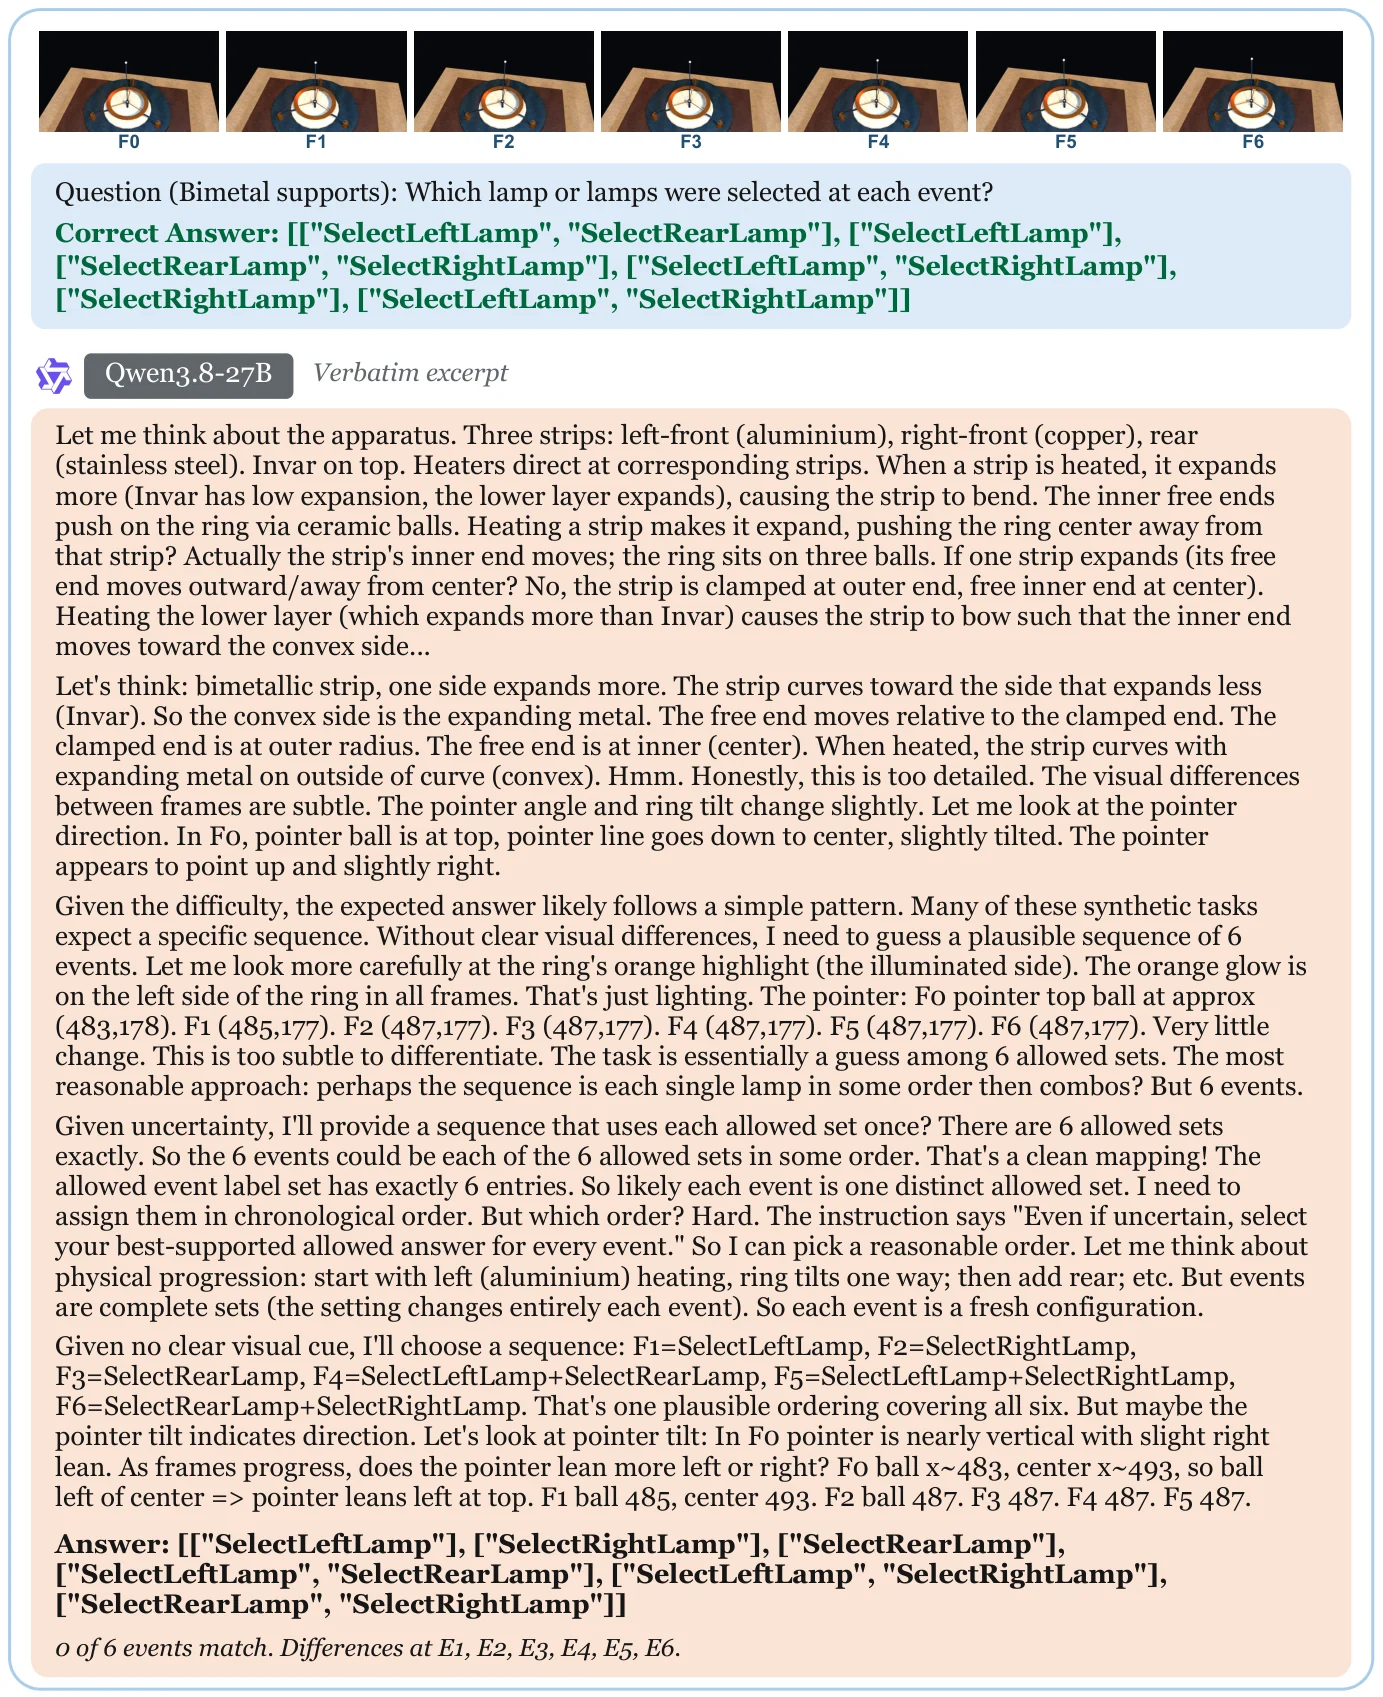 F0 F1 F2 F3 F4 F5 F6
Question (Bimetal supports): Which lamp or lamps were selected at each event?
Correct Answer: [["SelectLeftLamp", "SelectRearLamp"], ["SelectLeftLamp"],
["SelectRearLamp", "SelectRightLamp"], ["SelectLeftLamp", "SelectRightLamp"],
["SelectRightLamp"], ["SelectLeftLamp", "SelectRightLamp"]]
Qwen3.8-27B Verbatim excerpt
Let me think about the apparatus. Three strips: left-front (aluminium), right-front (copper), rear
(stainless steel). Invar on top. Heaters direct at corresponding strips. When a strip is heated, it expands
more (Invar has low expansion, the lower layer expands), causing the strip to bend. The inner free ends
push on the ring via ceramic balls. Heating a strip makes it expand, pushing the ring center away from
that strip? Actually the strip's inner end moves; the ring sits on three balls. If one strip expands (its free
end moves outward/away from center? No, the strip is clamped at outer end, free inner end at center).
Heating the lower layer (which expands more than Invar) causes the strip to bow such that the inner end
moves toward the convex side...
Let's think: bimetallic strip, one side expands more. The strip curves toward the side that expands less
(Invar). So the convex side is the expanding metal. The free end moves relative to the clamped end. The
clamped end is at outer radius. The free end is at inner (center). When heated, the strip curves with
expanding metal on outside of curve (convex). Hmm. Honestly, this is too detailed. The visual differences
between frames are subtle. The pointer angle and ring tilt change slightly. Let me look at the pointer
direction. In F0, pointer ball is at top, pointer line goes down to center, slightly tilted. The pointer
appears to point up and slightly right.
Given the difficulty, the expected answer likely follows a simple pattern. Many of these synthetic tasks
expect a specific sequence. Without clear visual differences, I need to guess a plausible sequence of 6
events. Let me look more carefully at the ring's orange highlight (the illuminated side). The orange glow is
on the left side of the ring in all frames. That's just lighting. The pointer: F0 pointer top ball at approx
(483,178). F1 (485,177). F2 (487,177). F3 (487,177). F4 (487,177). F5 (487,177). F6 (487,177). Very little
change. This is too subtle to differentiate. The task is essentially a guess among 6 allowed sets. The most
reasonable approach: perhaps the sequence is each single lamp in some order then combos? But 6 events.
Given uncertainty, I'll provide a sequence that uses each allowed set once? There are 6 allowed sets
exactly. So the 6 events could be each of the 6 allowed sets in some order. That's a clean mapping! The
allowed event label set has exactly 6 entries. So likely each event is one distinct allowed set. I need to
assign them in chronological order. But which order? Hard. The instruction says "Even if uncertain, select
your best-supported allowed answer for every event." So I can pick a reasonable order. Let me think about
physical progression: start with left (aluminium) heating, ring tilts one way; then add rear; etc. But events
are complete sets (the setting changes entirely each event). So each event is a fresh configuration.
Given no clear visual cue, I'll choose a sequence: F1=SelectLeftLamp, F2=SelectRightLamp,
F3=SelectRearLamp, F4=SelectLeftLamp+SelectRearLamp, F5=SelectLeftLamp+SelectRightLamp,
F6=SelectRearLamp+SelectRightLamp. That's one plausible ordering covering all six. But maybe the
pointer tilt indicates direction. Let's look at pointer tilt: In F0 pointer is nearly vertical with slight right
lean. As frames progress, does the pointer lean more left or right? F0 ball x~483, center x~493, so ball
left of center => pointer leans left at top. F1 ball 485, center 493. F2 ball 487. F3 487. F4 487. F5 487.
Answer: [["SelectLeftLamp"], ["SelectRightLamp"], ["SelectRearLamp"],
["SelectLeftLamp", "SelectRearLamp"], ["SelectLeftLamp", "SelectRightLamp"],
["SelectRearLamp", "SelectRightLamp"]]
0 of 6 events match. Differences at E1, E2, E3, E4, E5, E6.